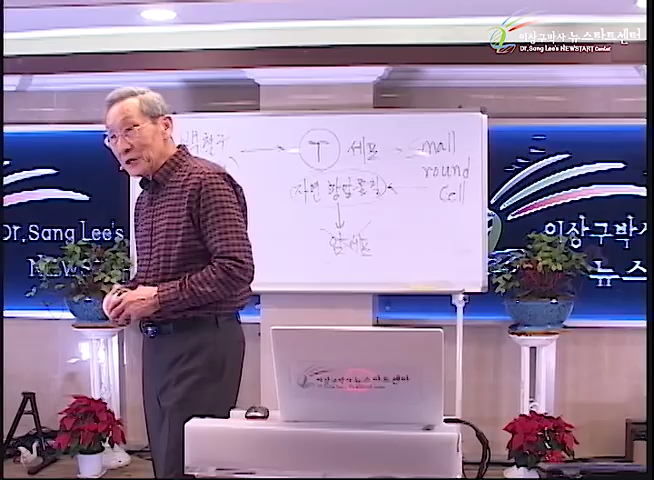 이상구박사 뉴스타트센터
Dr. Sang Lee's NEWSTART Center
T 세포
mall
round
cell
자연 항암 물질
암세포
Dr.Sang Lee's
NEWS
이상구박사
뉴스
이상구박사 뉴스타트센터